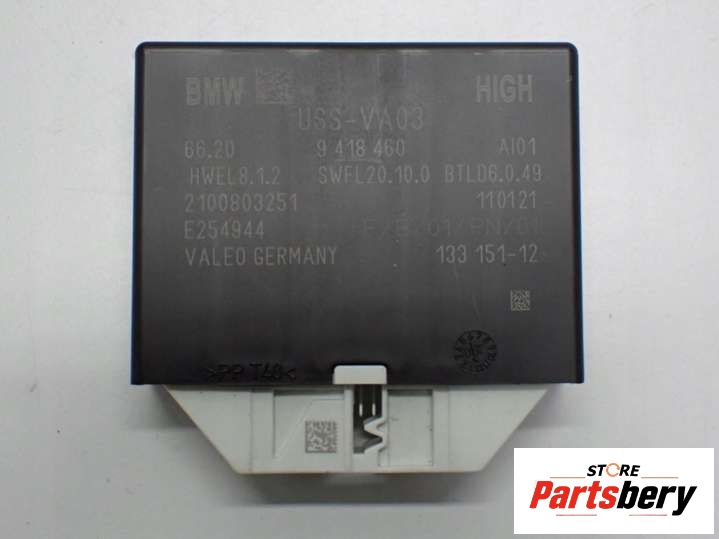 BMW HIGH
USS-VA03
66.20 9 418 460 AI01
HWEL8.1.2 SWFL20.10.0 BTLD6.0.49
2100803251 110121
E254944
VALEO GERMANY 133 151-12
>PP T40<
STORE
Partsbery